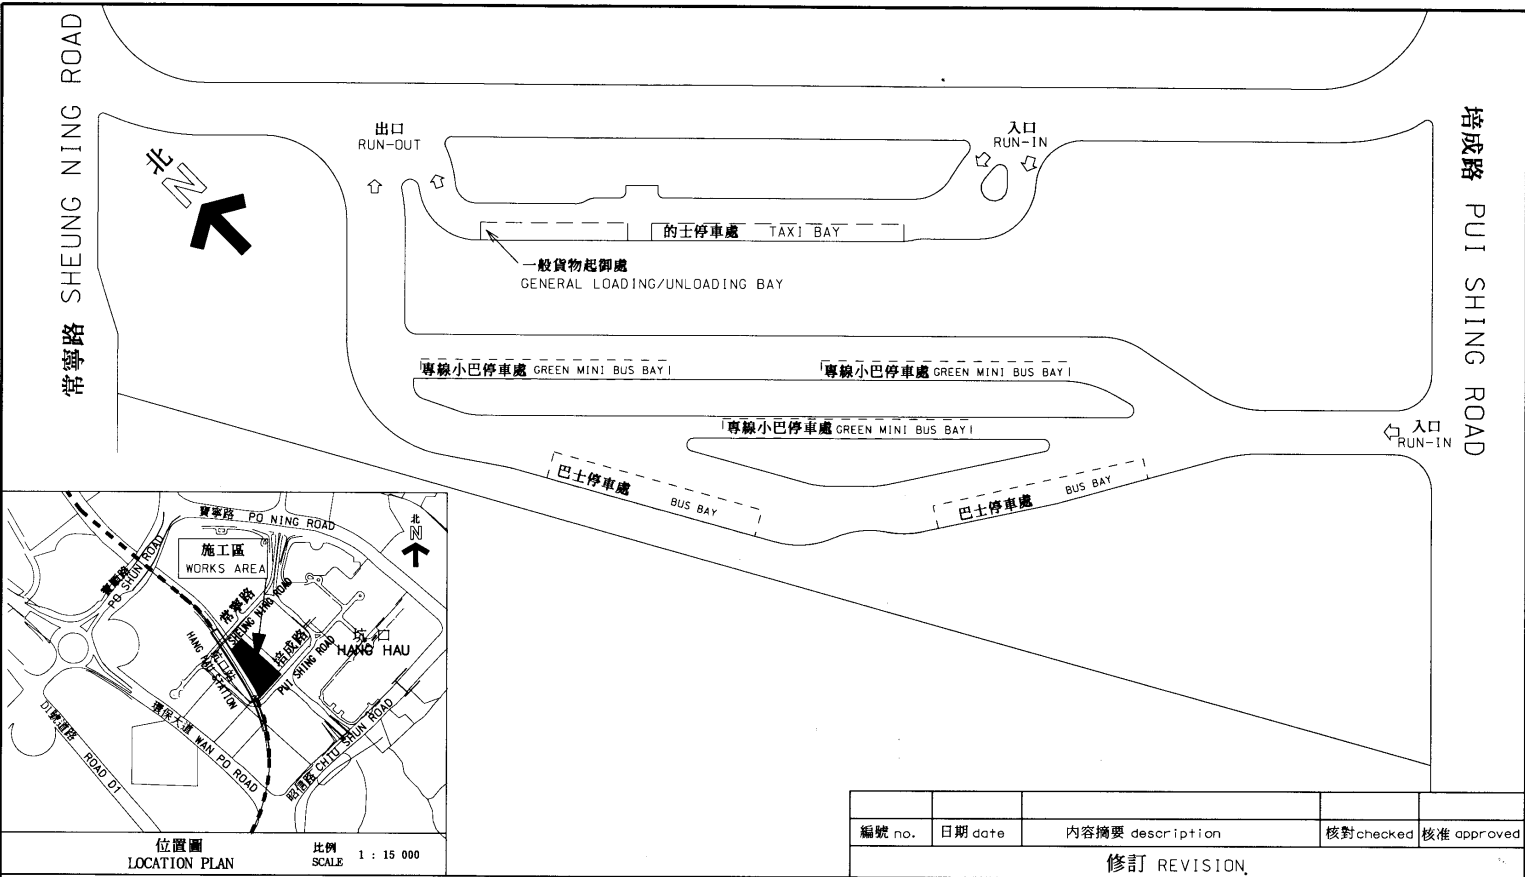 常寧路 SHEUNG NING ROAD
北
N
出口
RUN-OUT
入口
RUN-IN
培成路 PUI SHING ROAD
的士停車處 TAXI BAY
一般貨物起卸處
GENERAL LOADING/UNLOADING BAY
專線小巴停車處 GREEN MINI BUS BAY
專線小巴停車處 GREEN MINI BUS BAY
專線小巴停車處 GREEN MINI BUS BAY
入口
RUN-IN
巴士停車處 BUS BAY
巴士停車處 BUS BAY
寶寧路 PO NING ROAD
北
N
施工區
WORKS AREA
寶順路
PO SHUN ROAD
常寧路
SHEUNG NING ROAD
培成路
PUI SHING ROAD
坑口
HANG HAU
坑口站
HANG HAU STATION
環保大道 WAN PO ROAD
D1號道路 ROAD D1
昭信路 CHIU SHUN ROAD
位置圖
LOCATION PLAN
比例
SCALE 1 : 15 000
編號 no. 日期 date 內容摘要 description 核對 checked 核准 approved
修訂 REVISION